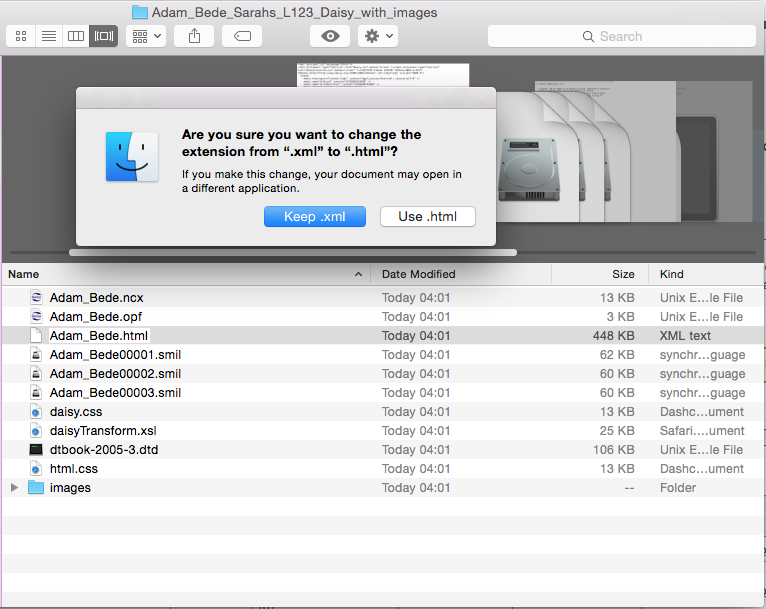 Adam_Bede_Sarahs_L123_Daisy_with_images
Search
Are you sure you want to change the
extension from “.xml” to “.html”?
If you make this change, your document may open in
a different application.
Keep .xml Use .html
Name Date Modified Size Kind
Adam_Bede.ncx Today 04:01 13 KB Unix E...le File
Adam_Bede.opf Today 04:01 3 KB Unix E...le File
Adam_Bede.html Today 04:01 448 KB XML text
Adam_Bede00001.smil Today 04:01 62 KB synchr...guage
Adam_Bede00002.smil Today 04:01 60 KB synchr...guage
Adam_Bede00003.smil Today 04:01 60 KB synchr...guage
daisy.css Today 04:01 13 KB Dashc...ument
daisyTransform.xsl Today 04:01 25 KB Safari....ument
dtbook-2005-3.dtd Today 04:01 106 KB Unix E...le File
html.css Today 04:01 13 KB Dashc...ument
images Today 04:01 -- Folder